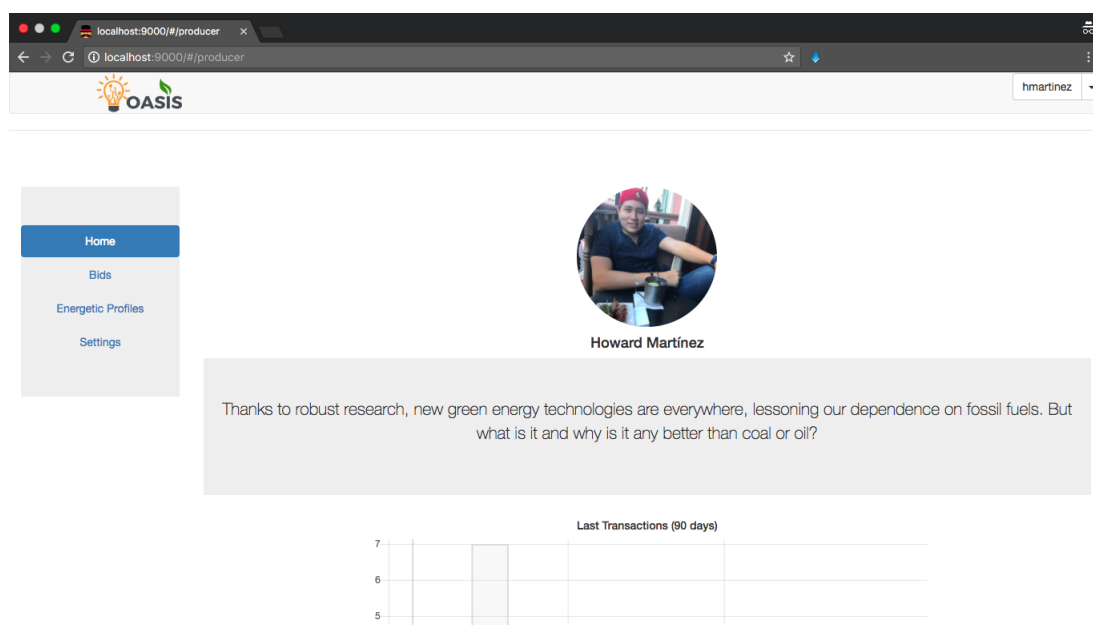 localhost:9000/#/producer
localhost:9000/#/producer
OASIS
hmartinez
Home
Bids
Energetic Profiles
Settings
Howard Martínez
Thanks to robust research, new green energy technologies are everywhere, lessoning our dependence on fossil fuels. But
what is it and why is it any better than coal or oil?
Last Transactions (90 days)
7
6
5